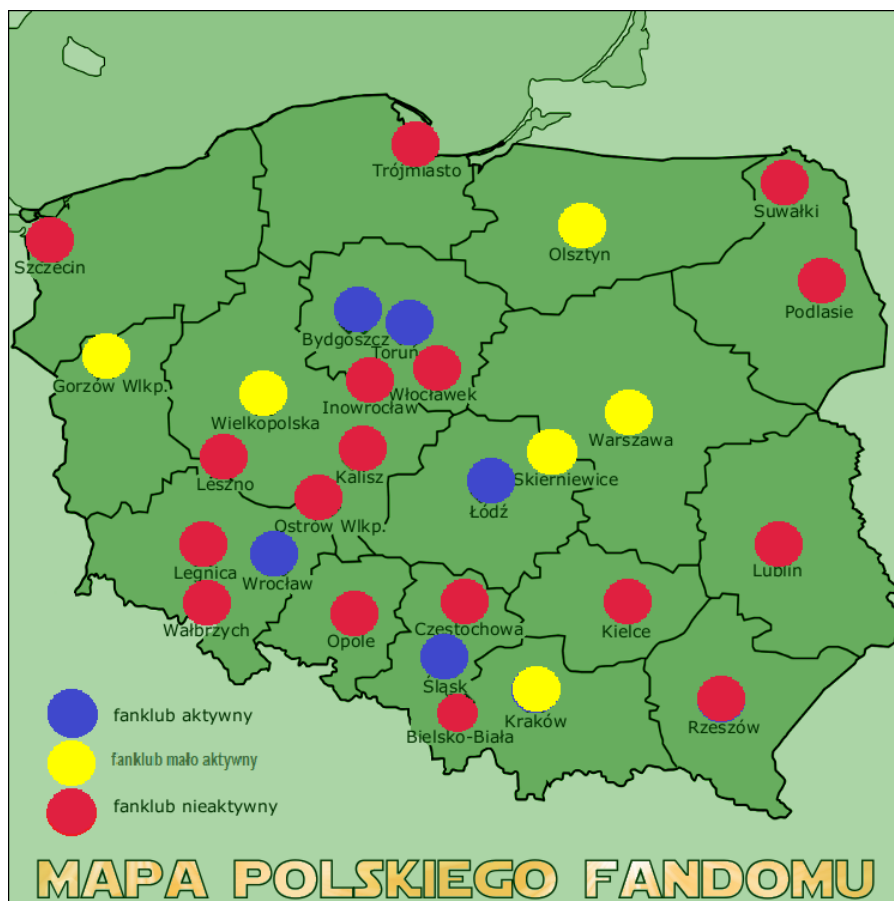 Trójmiasto
Suwałki
Olsztyn
Szczecin
Podlasie
Bydgoszcz
Toruń
Gorzów Wlkp.
Inowrocław
Włocławek
Wielkopolska
Warszawa
Leszno
Kalisz
Skierniewice
Łódź
Ostrów Wlkp.
Legnica
Wrocław
Lublin
Wałbrzych
Opole
Częstochowa
Kielce
Śląsk
Kraków
Rzeszów
Bielsko-Biała
fanklub aktywny
fanklub mało aktywny
fanklub nieaktywny
MAPA POLSKIEGO FANDOMU